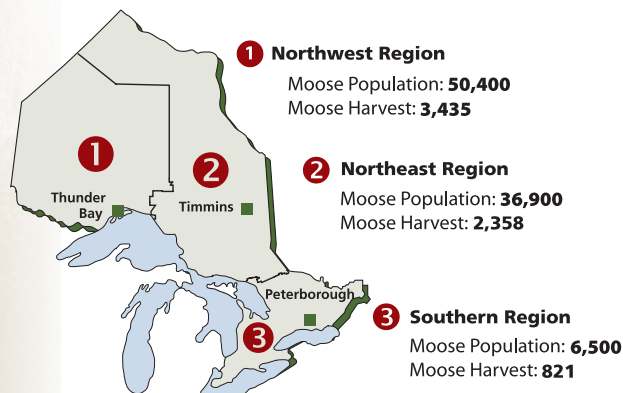 1 Northwest Region
Moose Population: 50,400
Moose Harvest: 3,435
1
2
2 Northeast Region
Thunder
Bay
Timmins
Moose Population: 36,900
Moose Harvest: 2,358
Peterborough
3
3 Southern Region
Moose Population: 6,500
Moose Harvest: 821